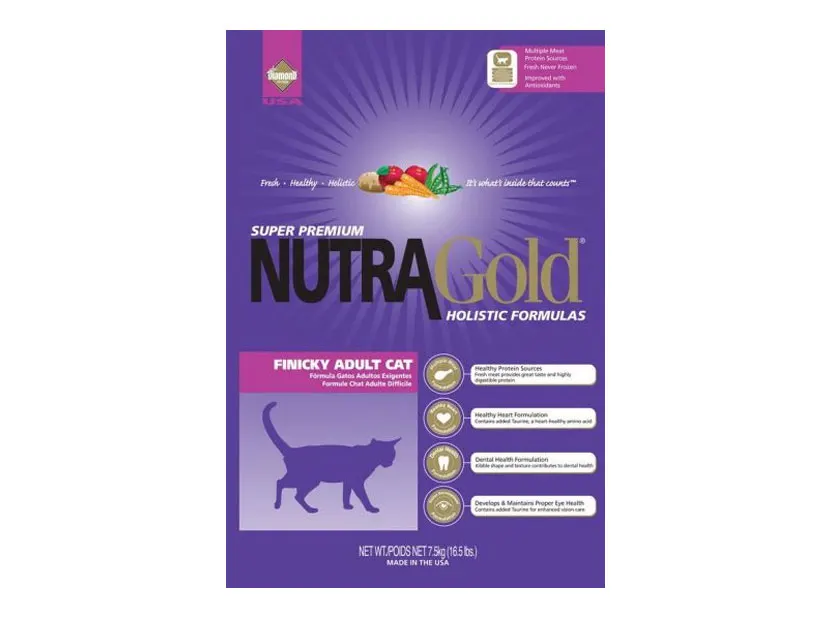 Diamond
USA
Multiple Meat
Protein Sources
Fresh Never Frozen
Improved with
Antioxidants
Fresh • Healthy • Holistic
It's what's inside that counts™
SUPER PREMIUM
NUTRAGold®
HOLISTIC FORMULAS
FINICKY ADULT CAT
Fórmula Gatos Adultos Exigentes
Formule Chat Adulte Difficile
Healthy Protein Sources
Fresh meat provides great taste and highly
digestible protein
Healthy Heart Formulation
Contains added Taurine, a heart-healthy amino acid
Dental Health
Dental Health Formulation
Kibble shape and texture contributes to dental health
Develops & Maintains Proper Eye Health
Contains added Taurine for enhanced vision care
NET WT./POIDS NET 7.5kg (16.5 lbs.)
MADE IN THE USA